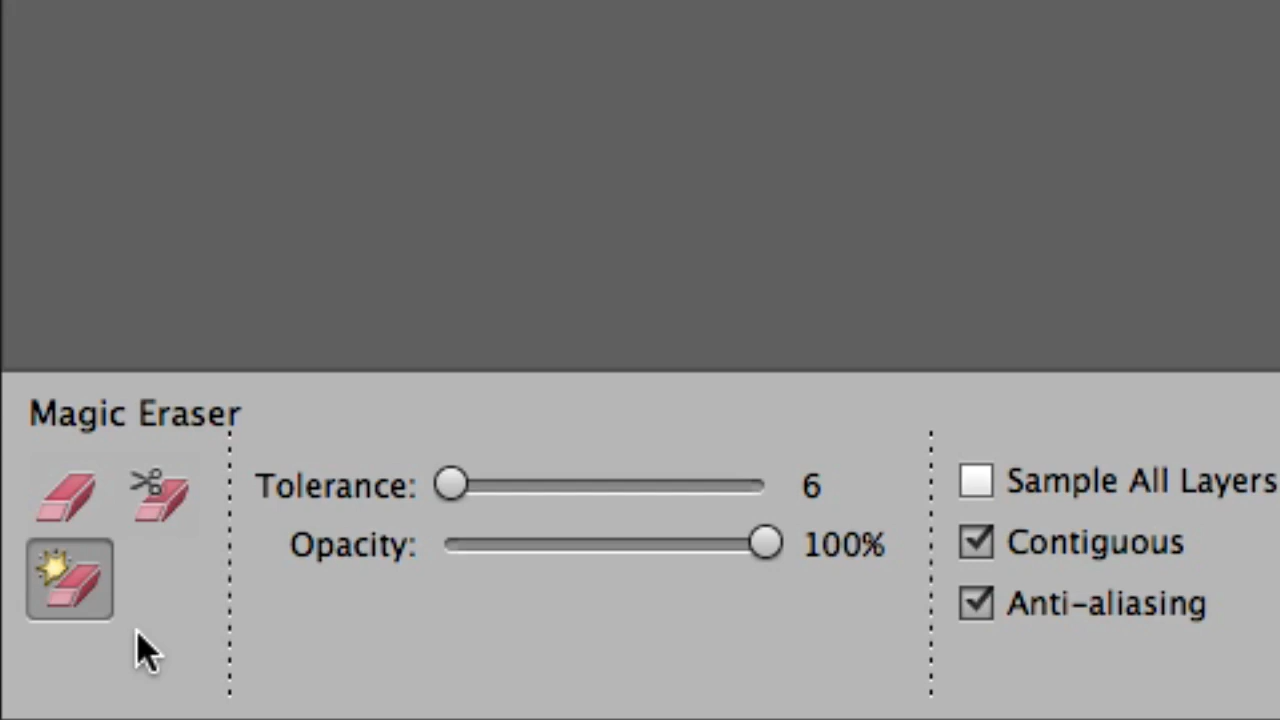 Magic Eraser
Tolerance: 6
Opacity: 100%
Sample All Layers
Contiguous
Anti-aliasing